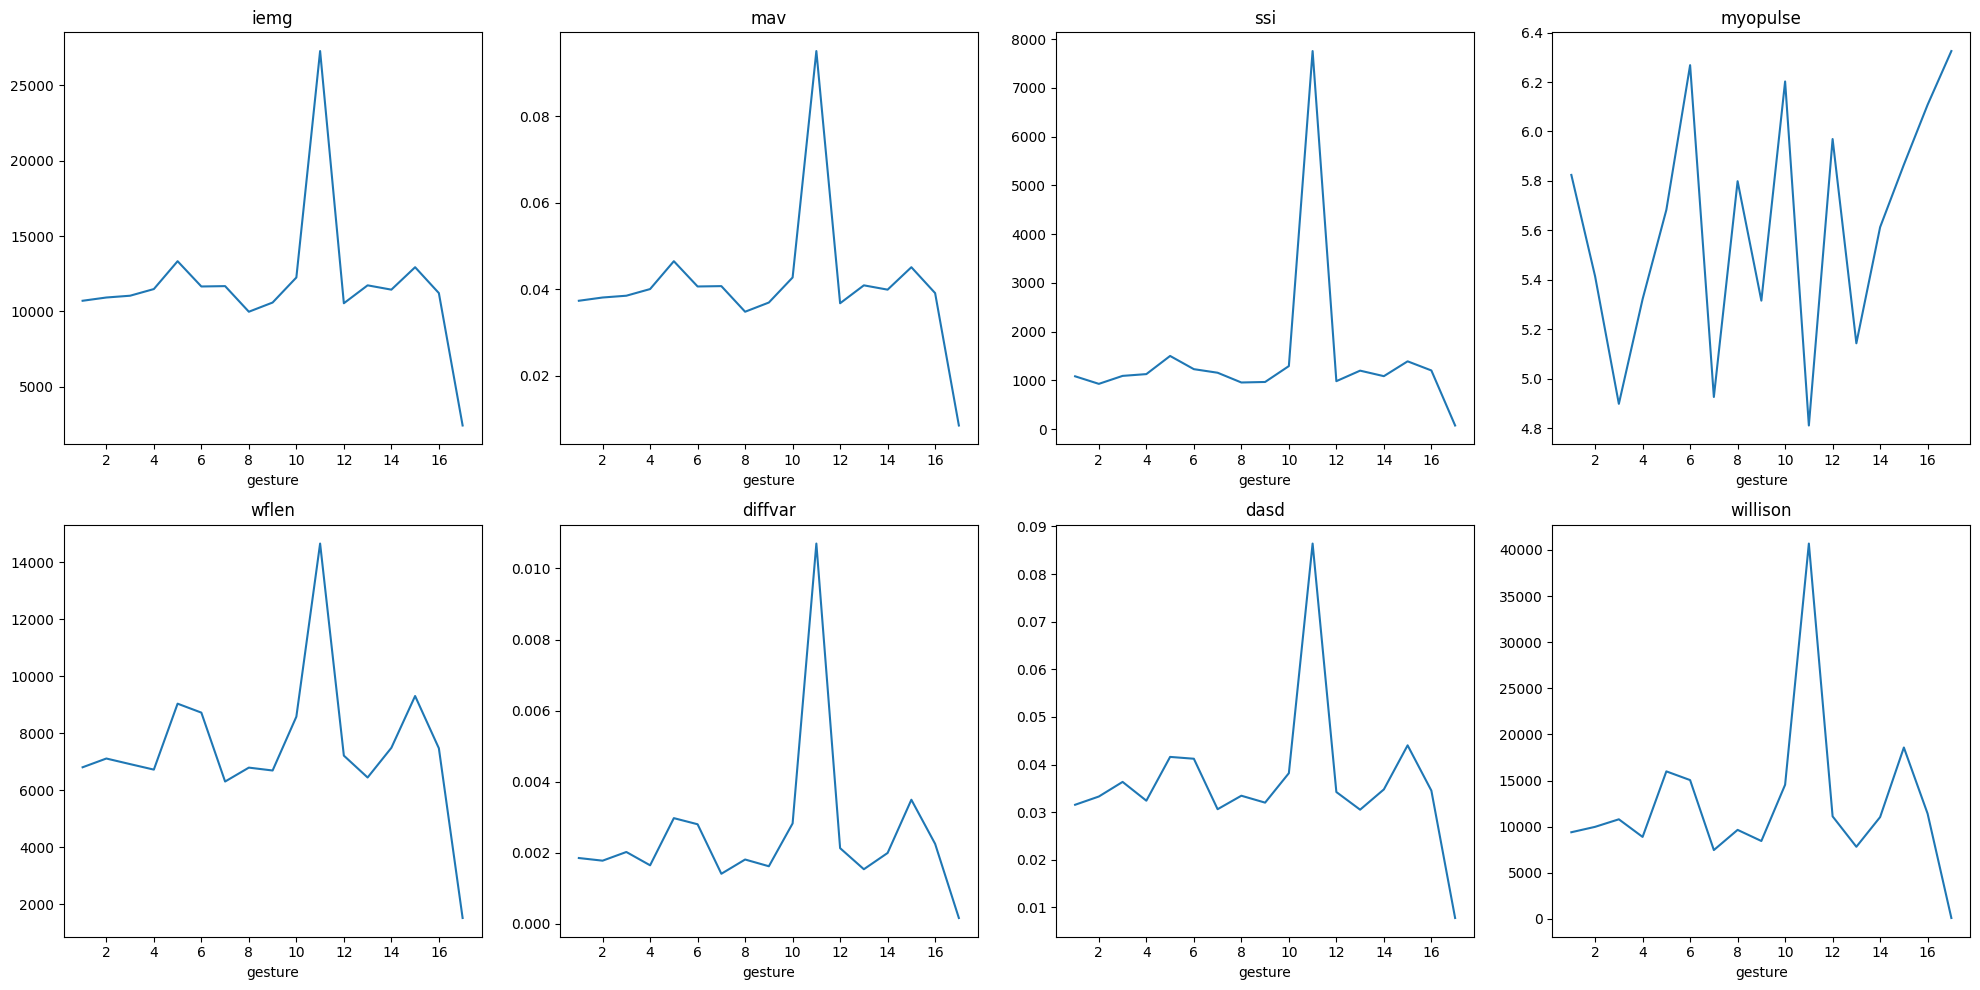 iemg
mav
ssi
myopulse
25000
20000
15000
10000
5000
2 4 6 8 10 12 14 16
gesture
0.08
0.06
0.04
0.02
2 4 6 8 10 12 14 16
gesture
8000
7000
6000
5000
4000
3000
2000
1000
0
2 4 6 8 10 12 14 16
gesture
6.4
6.2
6.0
5.8
5.6
5.4
5.2
5.0
4.8
2 4 6 8 10 12 14 16
gesture
wflen
diffvar
dasd
willison
14000
12000
10000
8000
6000
4000
2000
2 4 6 8 10 12 14 16
gesture
0.010
0.008
0.006
0.004
0.002
0.000
2 4 6 8 10 12 14 16
gesture
0.09
0.08
0.07
0.06
0.05
0.04
0.03
0.02
0.01
2 4 6 8 10 12 14 16
gesture
40000
35000
30000
25000
20000
15000
10000
5000
0
2 4 6 8 10 12 14 16
gesture